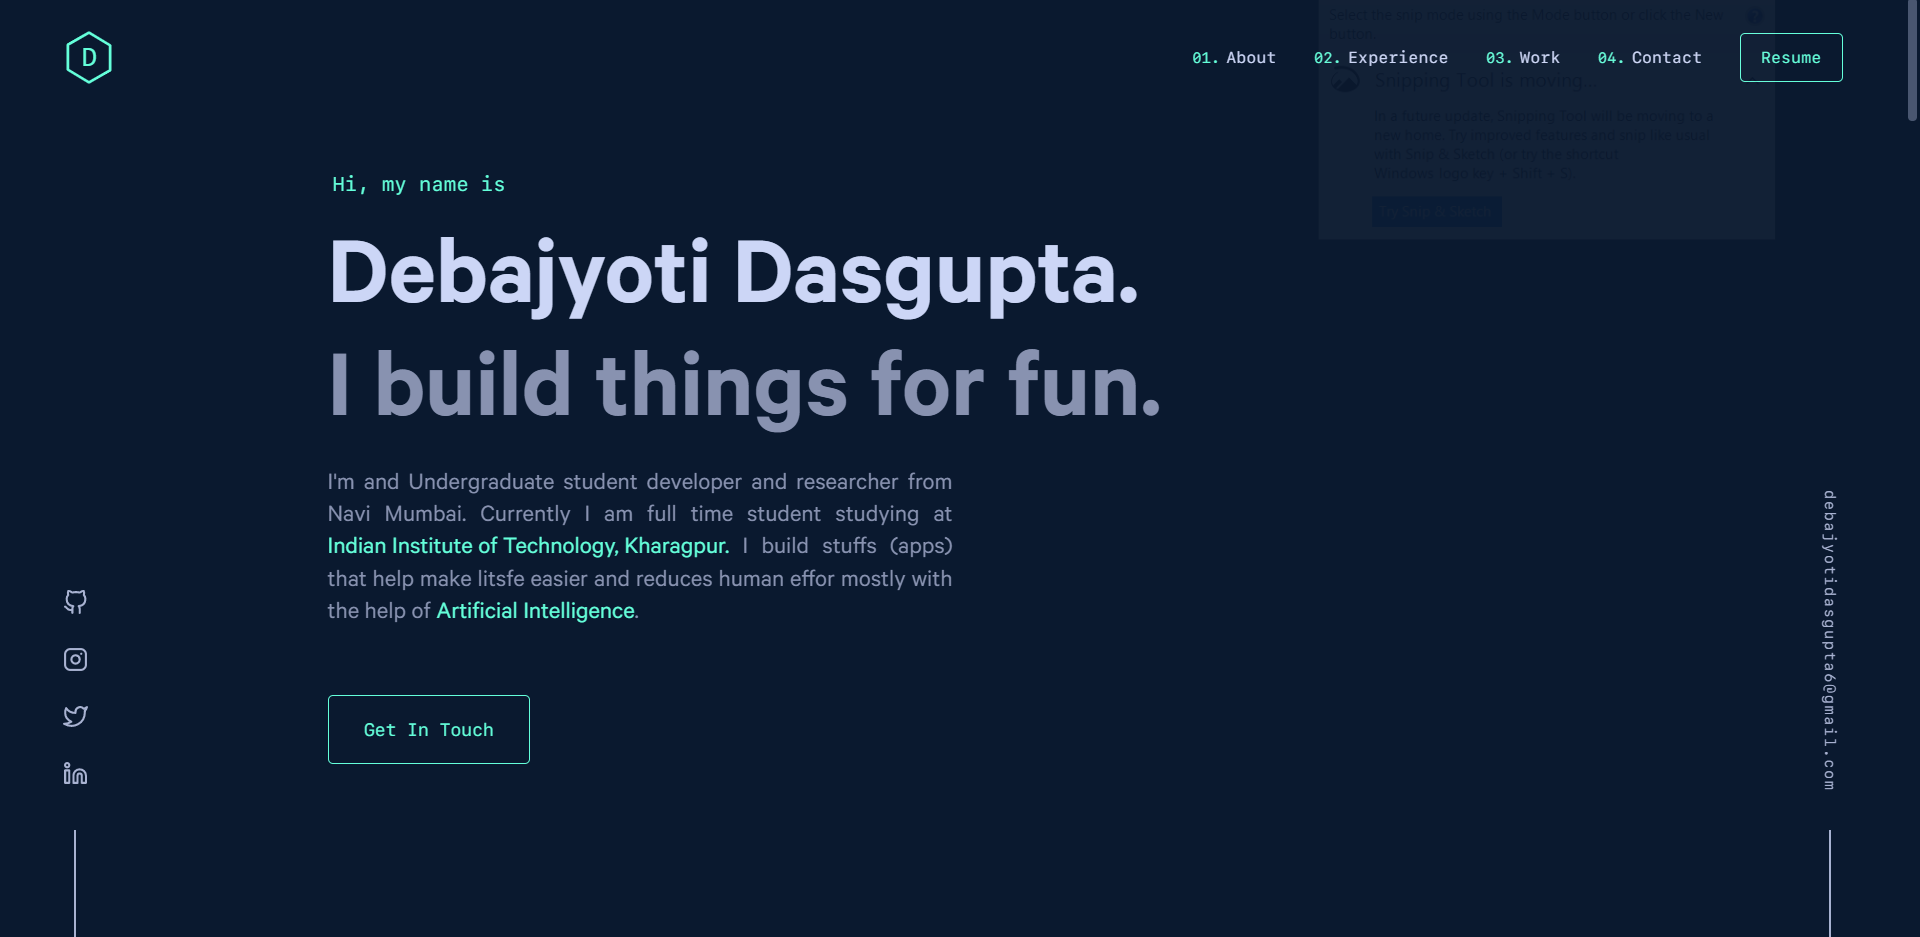 D
01. About
02. Experience
03. Work
04. Contact
Resume
Select the snip mode using the Mode button or click the New
button.
Snipping Tool is moving...
In a future update, Snipping Tool will be moving to a
new home. Try improved features and snip like usual
with Snip & Sketch (or try the shortcut
Windows logo key + Shift + S).
Try Snip & Sketch
Hi, my name is
Debajyoti Dasgupta.
I build things for fun.
I'm and Undergraduate student developer and researcher from
Navi Mumbai. Currently I am full time student studying at
Indian Institute of Technology, Kharagpur. I build stuffs (apps)
that help make litsfe easier and reduces human effor mostly with
the help of Artificial Intelligence.
Get In Touch
debajyotidasgupta6@gmail.com